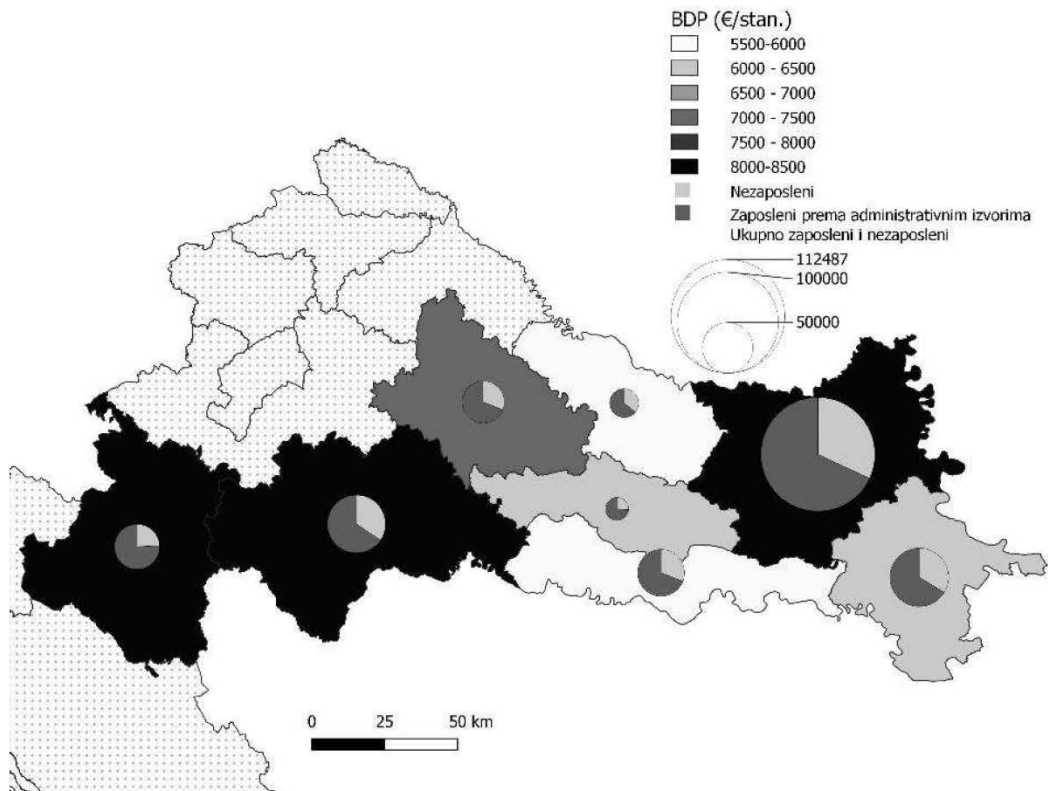 BDP (€/stan.)
5500-6000
6000 - 6500
6500 - 7000
7000 - 7500
7500 - 8000
8000-8500
Nezaposleni
Zaposleni prema administrativnim izvorima
Ukupno zaposleni i nezaposleni
112487
100000
50000
0 25 50 km